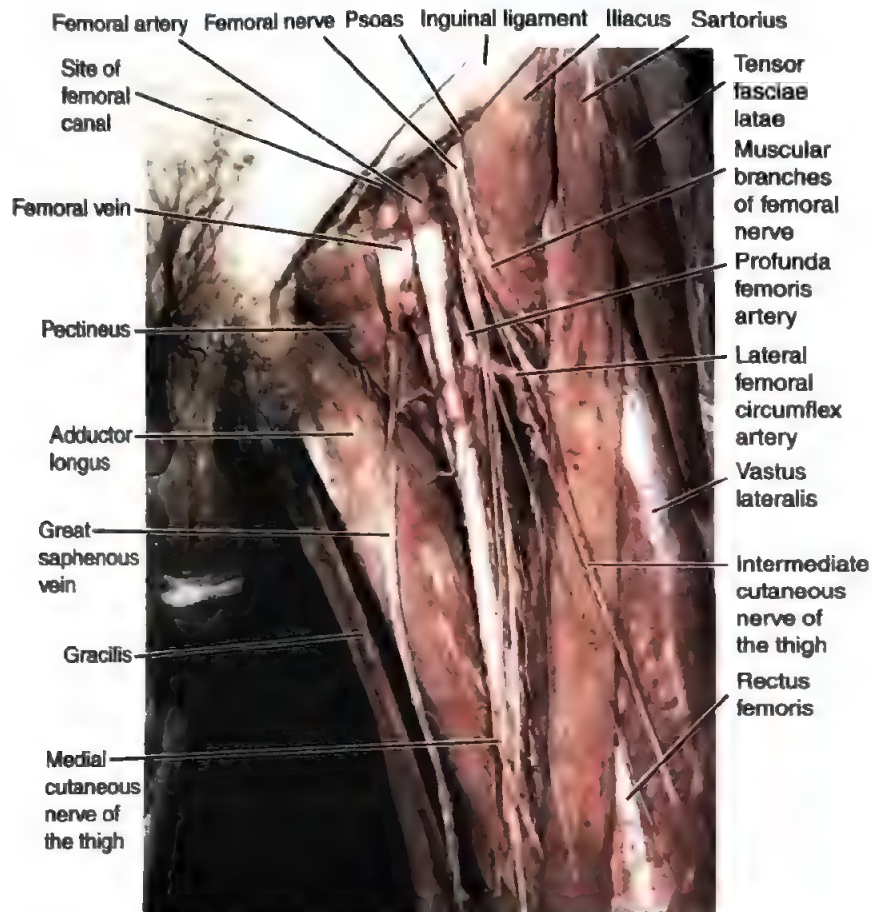 Femoral artery
Femoral nerve
Psoas
Inguinal ligament
Iliacus
Sartorius
Site of
femoral
canal
Femoral vein
Pectineus
Adductor
longus
Great
saphenous
vein
Gracilis
Medial
cutaneous
nerve of
the thigh
Tensor
fasciae
latae
Muscular
branches
of femoral
nerve
Profunda
femoris
artery
Lateral
femoral
circumflex
artery
Vastus
lateralis
Intermediate
cutaneous
nerve of
the thigh
Rectus
femoris